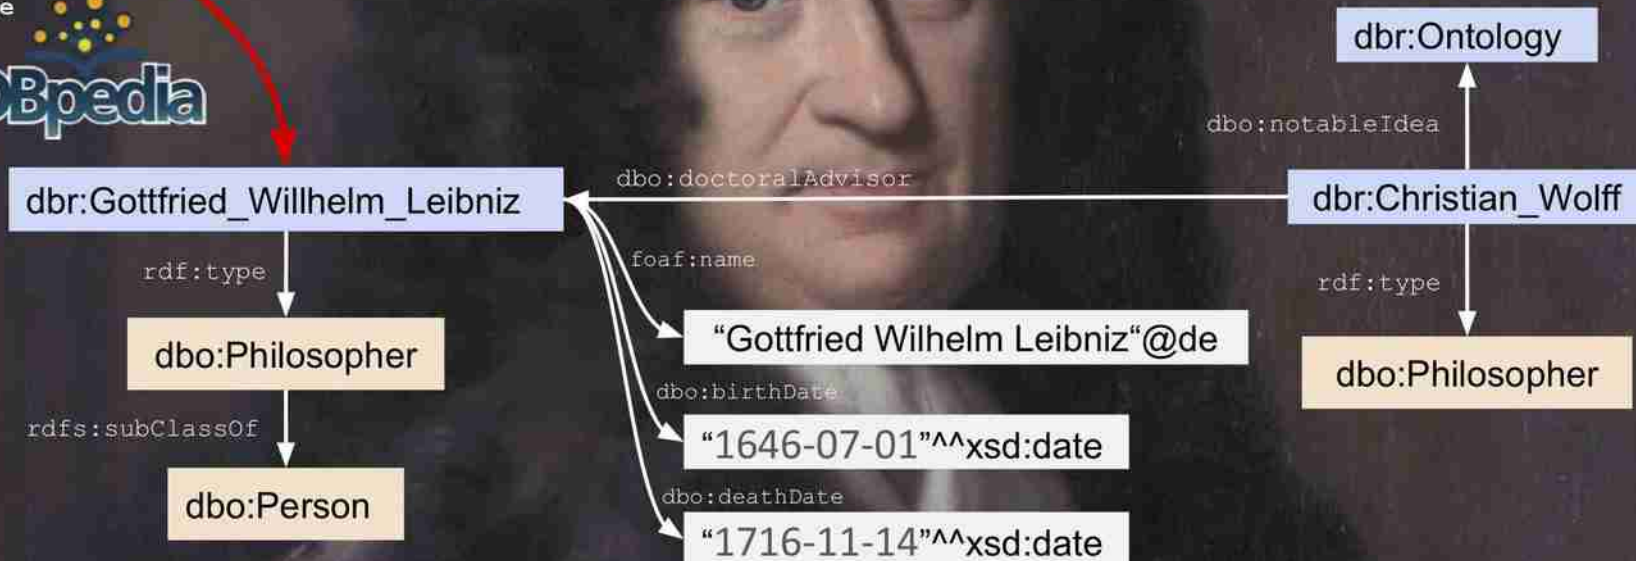 e
DBpedia
dbr:Ontology
dbo:notableIdea
dbo:doctoralAdvisor
dbr:Gottfried_Willhelm_Leibniz
dbr:Christian_Wolff
foaf:name
rdf:type
rdf:type
“Gottfried Wilhelm Leibniz“@de
dbo:Philosopher
dbo:Philosopher
dbo:birthDate
rdfs:subClassOf
“1646-07-01”^^xsd:date
dbo:deathDate
dbo:Person
“1716-11-14”^^xsd:date